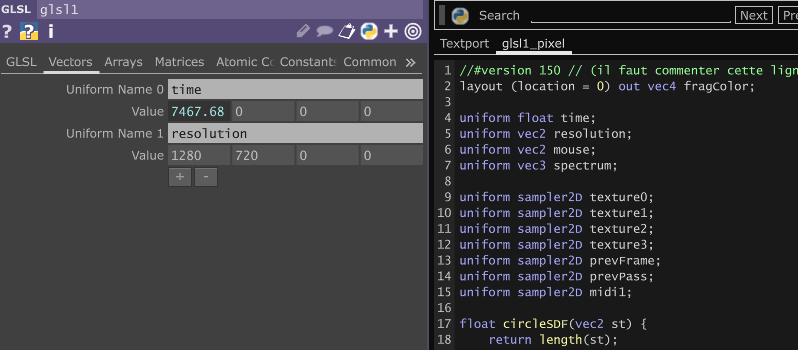 GLSL glsl1
? ? i
GLSL Vectors Arrays Matrices Atomic Co Constants Common »
Uniform Name 0 time
Value 7467.68 0 0 0
Uniform Name 1 resolution
Value 1280 720 0 0
+ -
Search Next Pre
Textport glsl1_pixel
1 //#version 150 // (il faut commenter cette lign
2 layout (location = 0) out vec4 fragColor;
3
4 uniform float time;
5 uniform vec2 resolution;
6 uniform vec2 mouse;
7 uniform vec3 spectrum;
8
9 uniform sampler2D texture0;
10 uniform sampler2D texture1;
11 uniform sampler2D texture2;
12 uniform sampler2D texture3;
13 uniform sampler2D prevFrame;
14 uniform sampler2D prevPass;
15 uniform sampler2D midi1;
16
17 float circleSDF(vec2 st) {
18 return length(st);